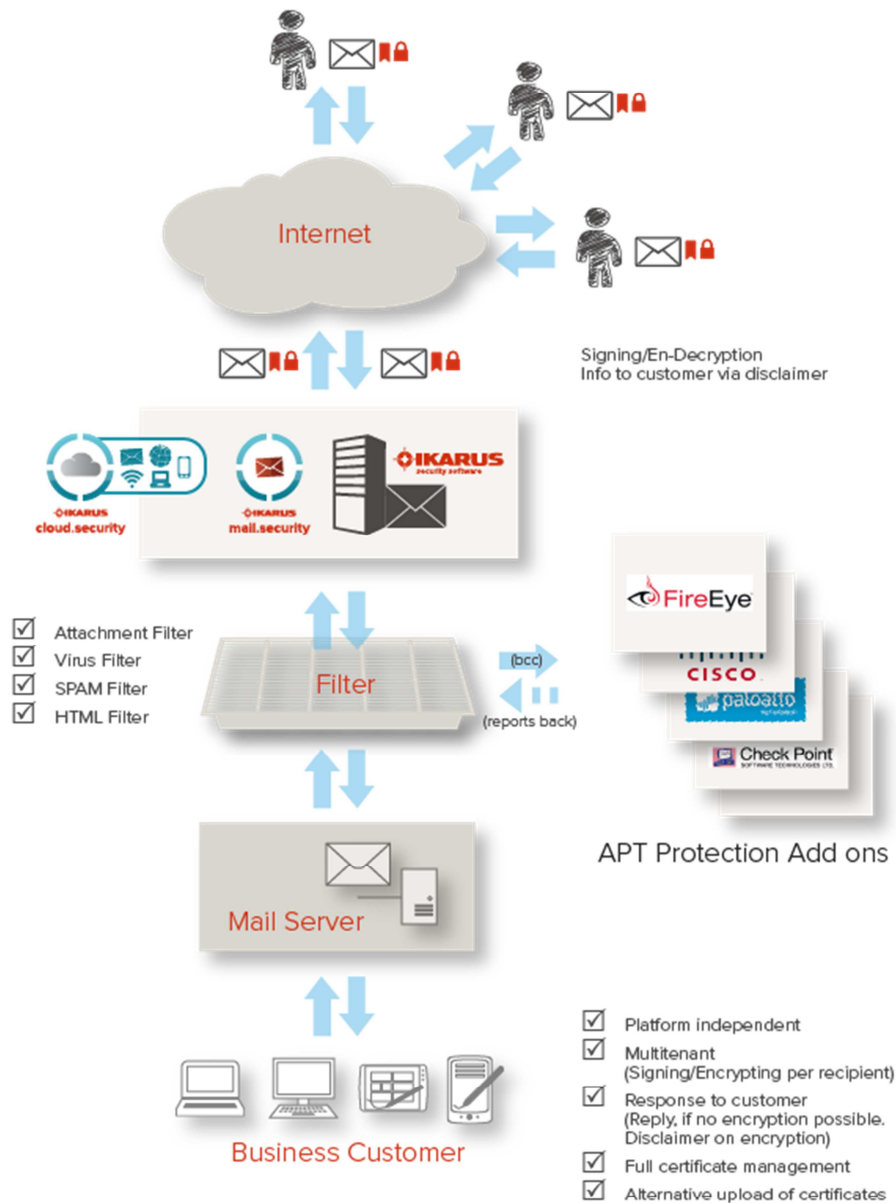 Internet
Signing/En-Decryption
Info to customer via disclaimer
IKARUS
security software
IKARUS
cloud.security
IKARUS
mail.security
Attachment Filter
Virus Filter
SPAM Filter
HTML Filter
Filter
(bcc)
(reports back)
FireEye
CISCO
paloalto
Check Point
SOFTWARE TECHNOLOGIES LTD.
APT Protection Add ons
Mail Server
Business Customer
Platform independent
Multitenant
(Signing/Encrypting per recipient)
Response to customer
(Reply, if no encryption possible.
Disclaimer on encryption)
Full certificate management
Alternative upload of certificates